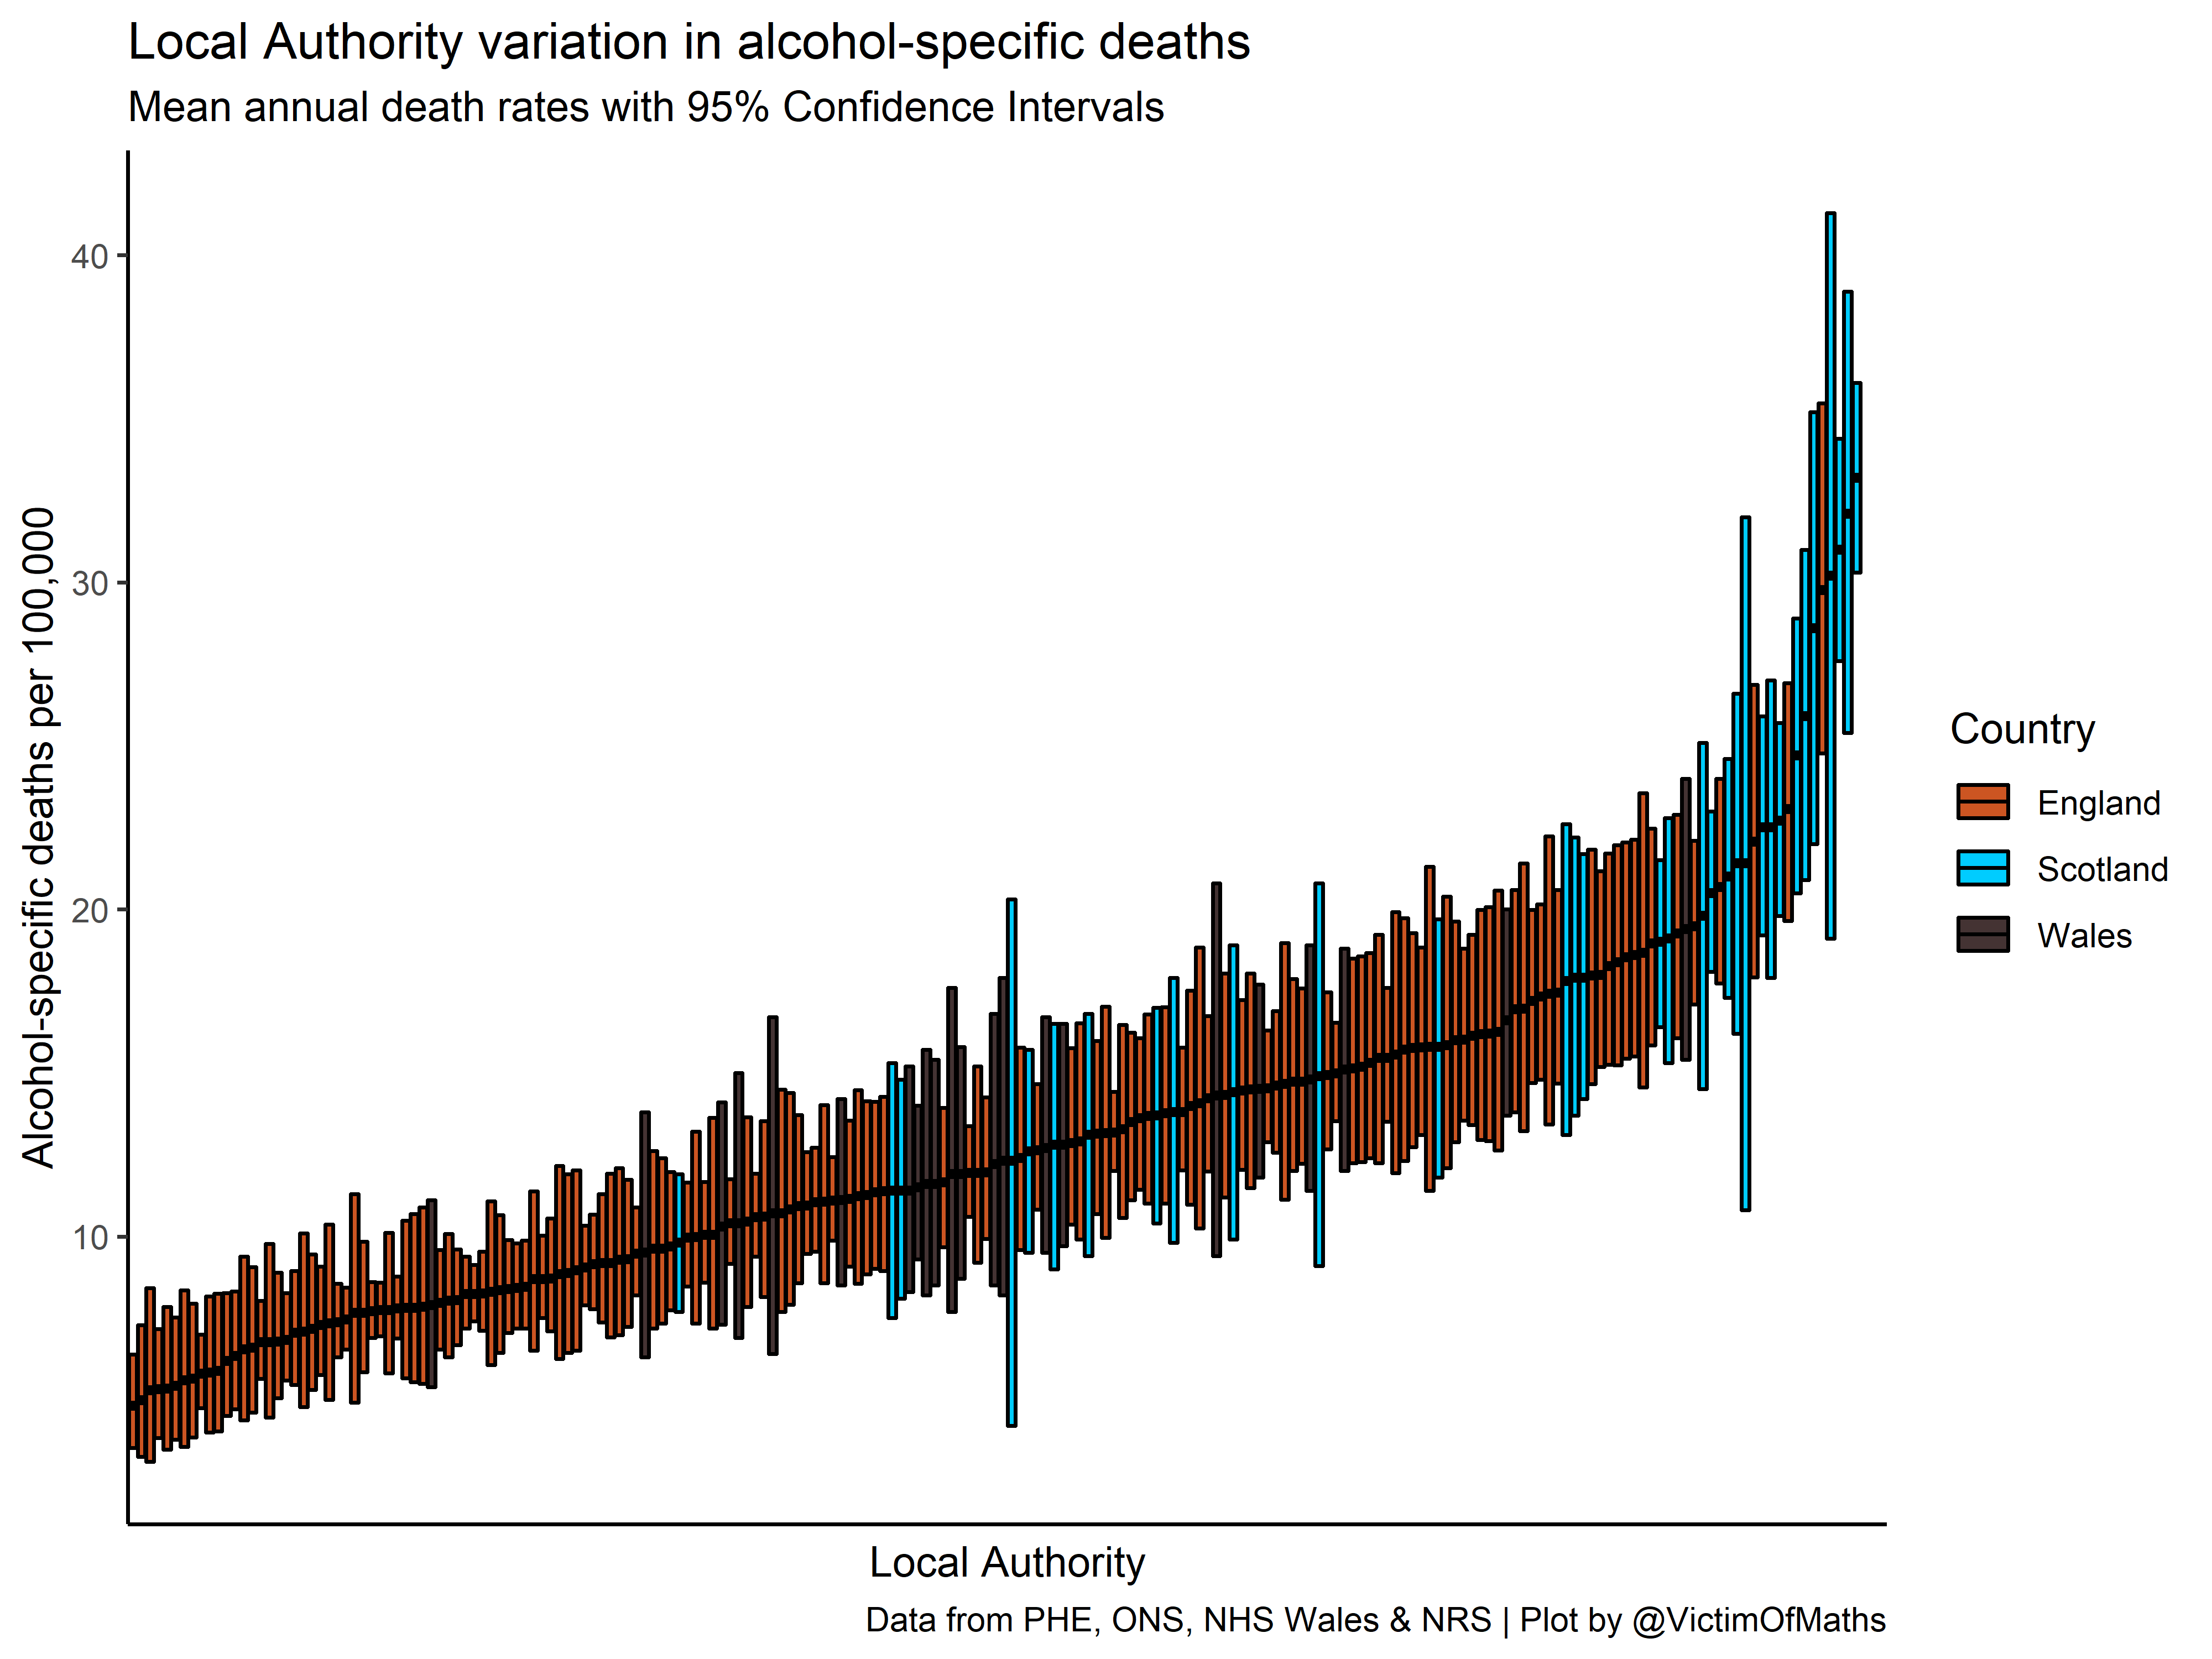 Local Authority variation in alcohol-specific deaths
Mean annual death rates with 95% Confidence Intervals
Alcohol-specific deaths per 100,000
40
30
20
10
Country
England
Scotland
Wales
Local Authority
Data from PHE, ONS, NHS Wales & NRS | Plot by @VictimOfMaths